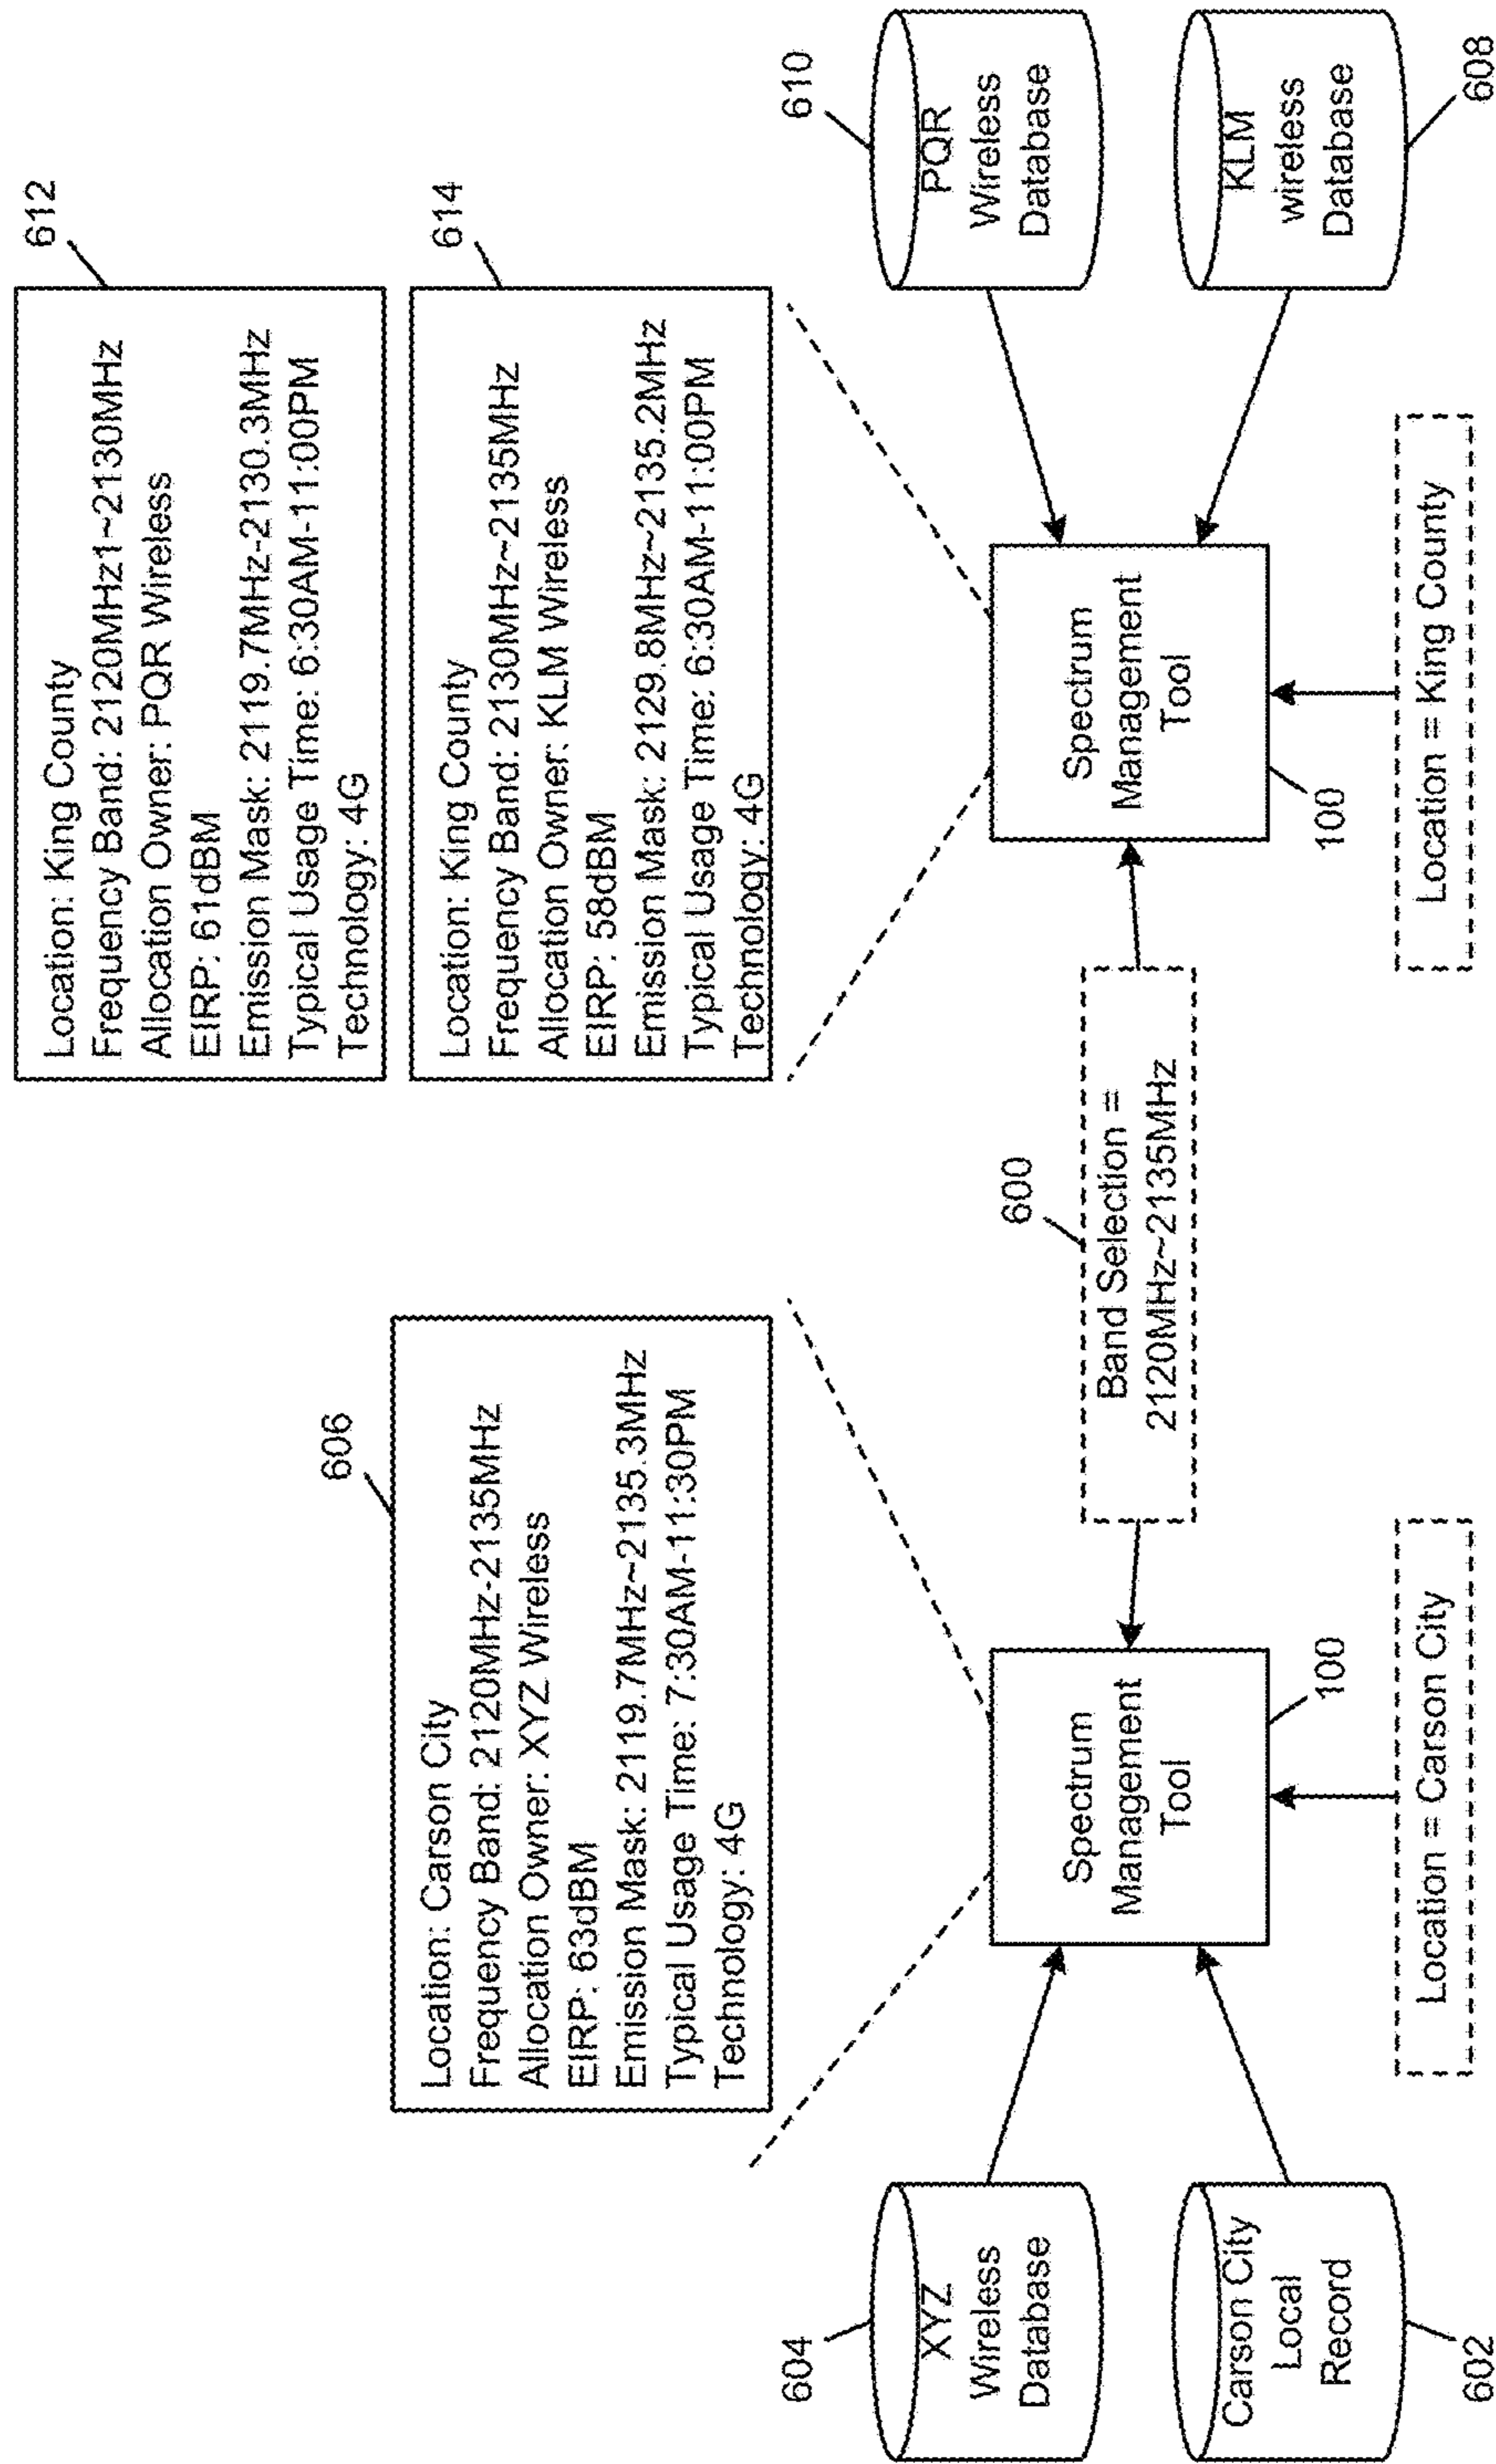 612
Location: King County
Frequency Band: 2120MHz1~2130MHz
Allocation Owner: PQR Wireless
EIRP: 61dBM
Emission Mask: 2119.7MHz-2130.3MHz
Typical Usage Time: 6:30AM-11:00PM
Technology: 4G
606
Location: Carson City
Frequency Band: 2120MHz-2135MHz
Allocation Owner: XYZ Wireless
EIRP: 63dBM
Emission Mask: 2119.7MHz~2135.3MHz
Typical Usage Time: 7:30AM-11:30PM
Technology: 4G
614
Location: King County
Frequency Band: 2130MHz~2135MHz
Allocation Owner: KLM Wireless
EIRP: 58dBM
Emission Mask: 2129.8MHz~2135.2MHz
Typical Usage Time: 6:30AM-11:00PM
Technology: 4G
604
XYZ
Wireless
Database
Spectrum
Management
Tool
100
600
Band Selection =
2120MHz~2135MHz
Spectrum
Management
Tool
100
610
PQR
Wireless
Database
Carson City
Local
Record
602
Location = Carson City
Location = King County
KLM
wireless
Database
608